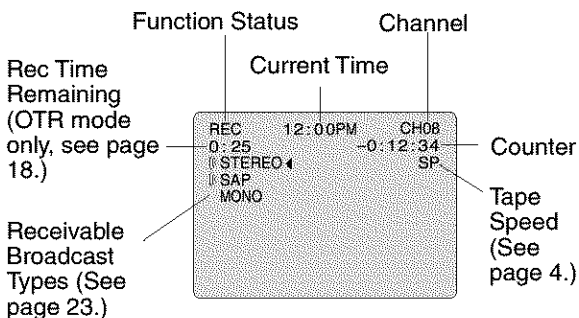 Function Status
Channel
Current Time
Rec Time
Remaining
(OTR mode
only, see page
18.)
REC 12:00PM CH08
0:25 -0:12:34
STEREO◀ SP
SAP
MONO
Counter
Tape
Speed
(See
page 4.)
Receivable
Broadcast
Types (See
page 23.)